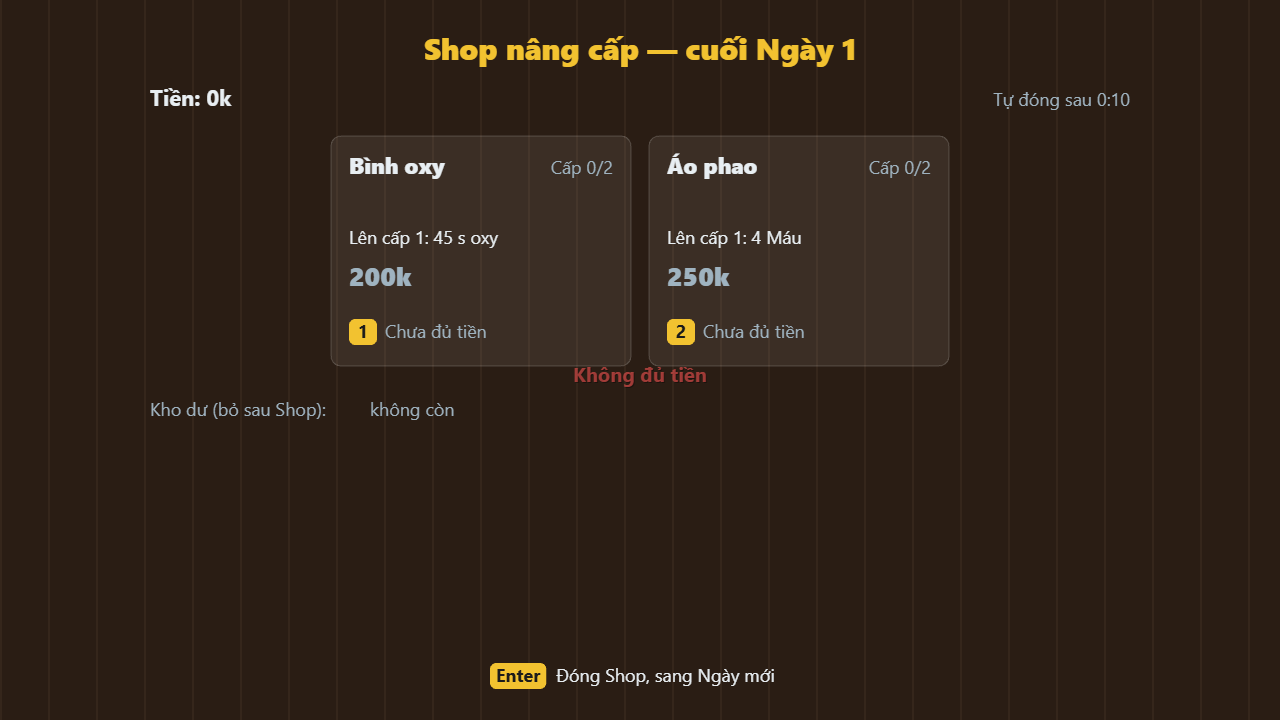 Shop nâng cấp — cuối Ngày 1
Tiền: 0k
Tự đóng sau 0:10
Bình oxy
Cấp 0/2
Lên cấp 1: 45 s oxy
200k
1 Chưa đủ tiền
Áo phao
Cấp 0/2
Lên cấp 1: 4 Máu
250k
2 Chưa đủ tiền
Không đủ tiền
Kho dư (bỏ sau Shop): không còn
Enter Đóng Shop, sang Ngày mới